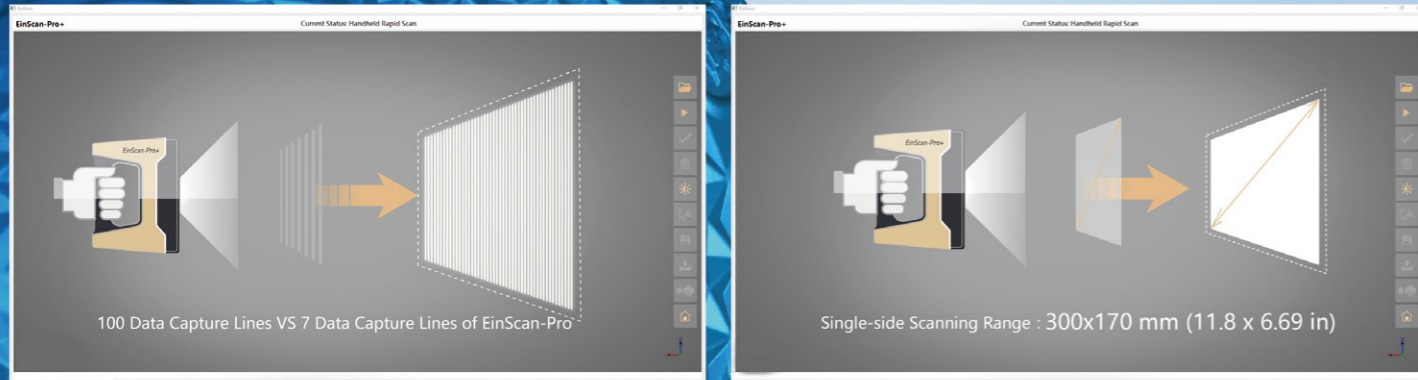 EinScan
EinScan-Pro+
Current Status: Handheld Rapid Scan
EinScan-Pro+
100 Data Capture Lines VS 7 Data Capture Lines of EinScan-Pro
EinScan
EinScan-Pro+
Current Status: Handheld Rapid Scan
EinScan-Pro+
Single-side Scanning Range : 300x170 mm (11.8 x 6.69 in)